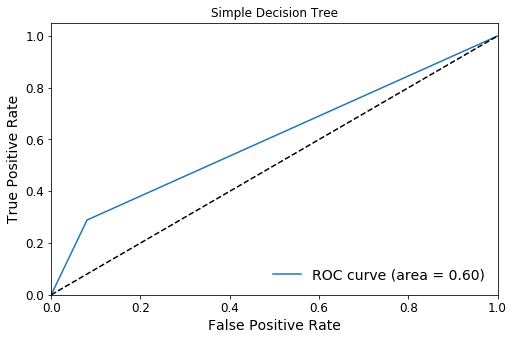 Simple Decision Tree
True Positive Rate
1.0
0.8
0.6
0.4
0.2
0.0
ROC curve (area = 0.60)
0.0 0.2 0.4 0.6 0.8 1.0
False Positive Rate